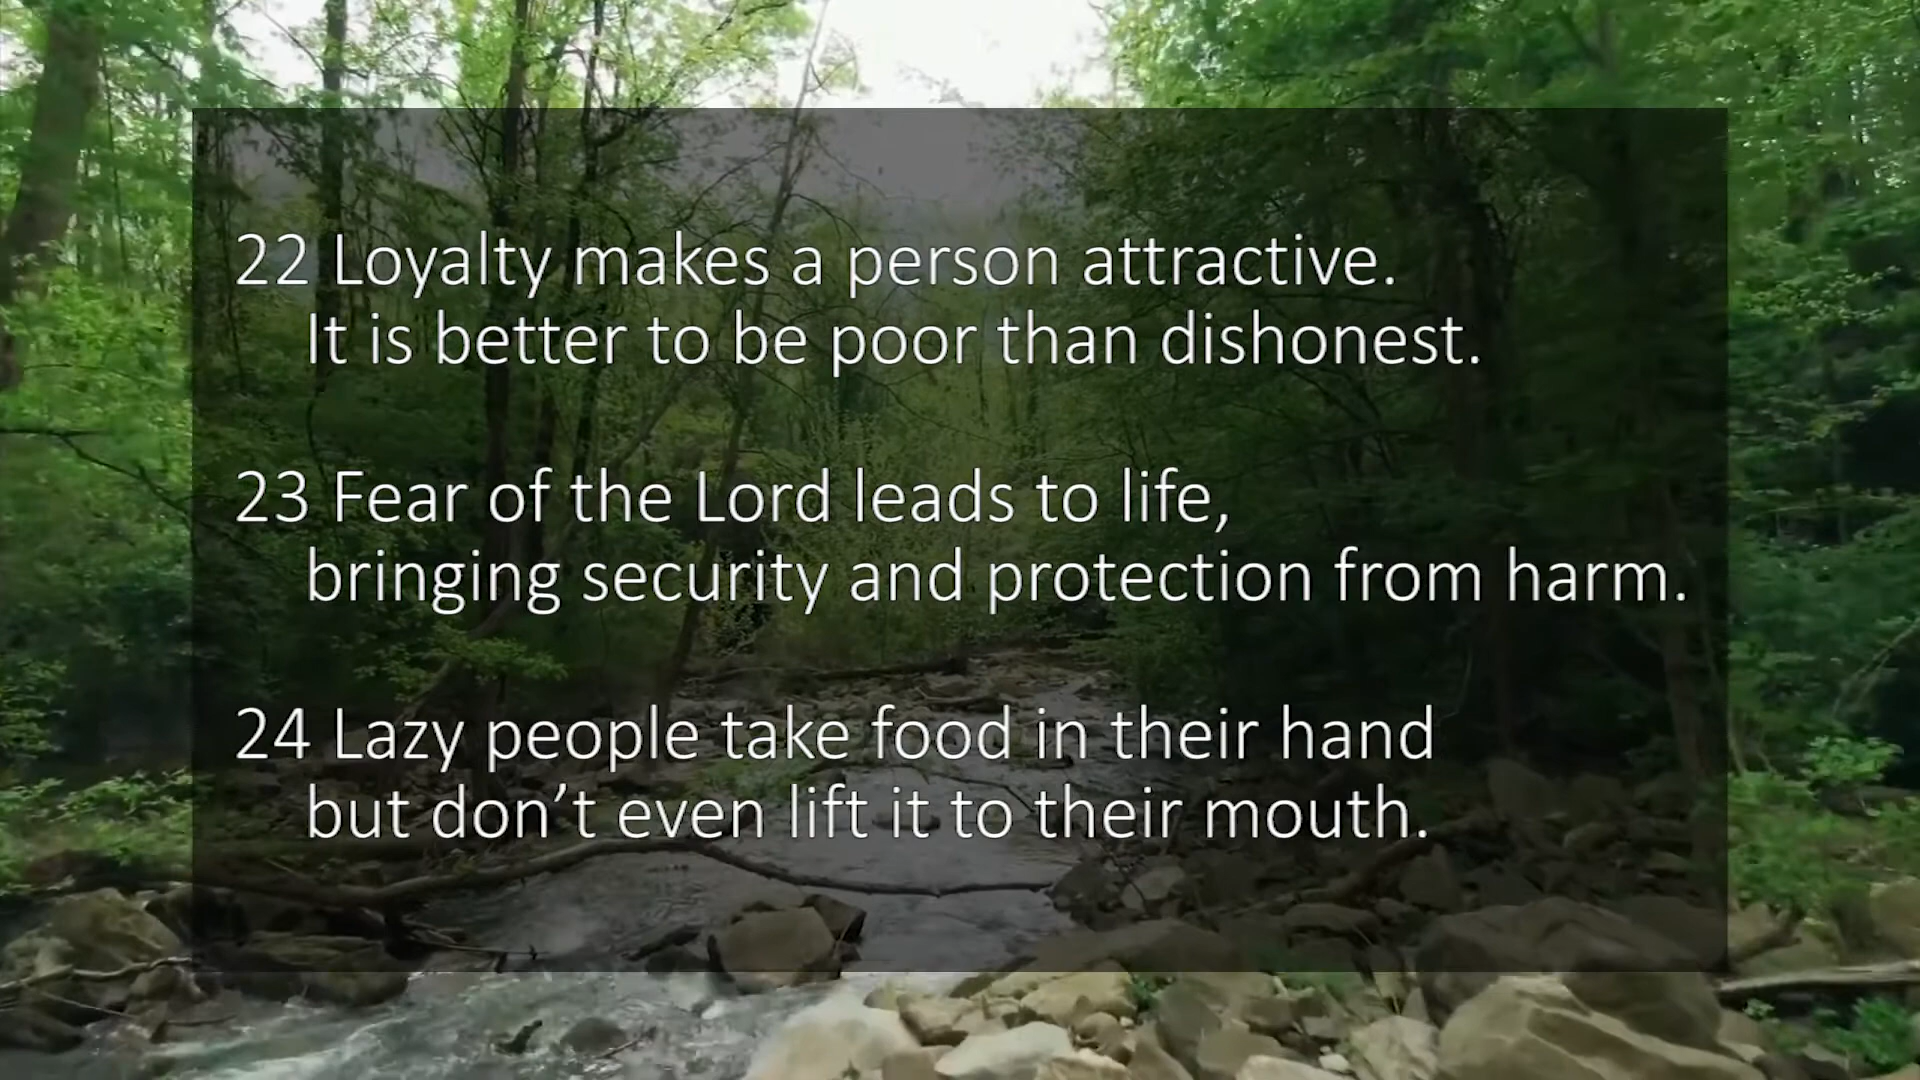 22 Loyalty makes a person attractive.
It is better to be poor than dishonest.
23 Fear of the Lord leads to life,
bringing security and protection from harm.
24 Lazy people take food in their hand
but don’t even lift it to their mouth.